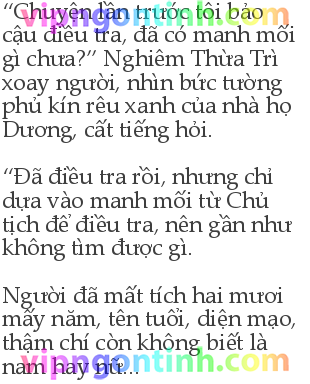 “Chuyện lần trước tôi bảo
vipngontinh.com
cậu điều tra, đã có manh mối
gì chưa?” Nghiêm Thừa Trì
xoay người, nhìn bức tường
phủ kín rêu xanh của nhà họ
Dương, cất tiếng hỏi.
“Đã điều tra rồi, nhưng chỉ
dựa vào manh mối từ Chủ
tịch để điều tra, nên gần như
không tìm được gì.
Người đã mất tích hai mươi
mấy năm, tên tuổi, diện mạo,
thậm chí còn không biết là
vipngontinh.com
nam hay nữ...